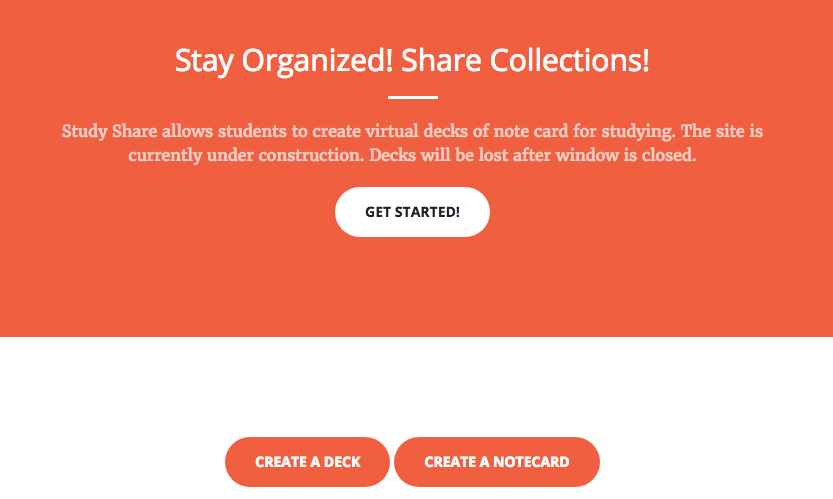 Stay Organized! Share Collections!
Study Share allows students to create virtual decks of note card for studying. The site is
currently under construction. Decks will be lost after window is closed.
GET STARTED!
CREATE A DECK CREATE A NOTECARD